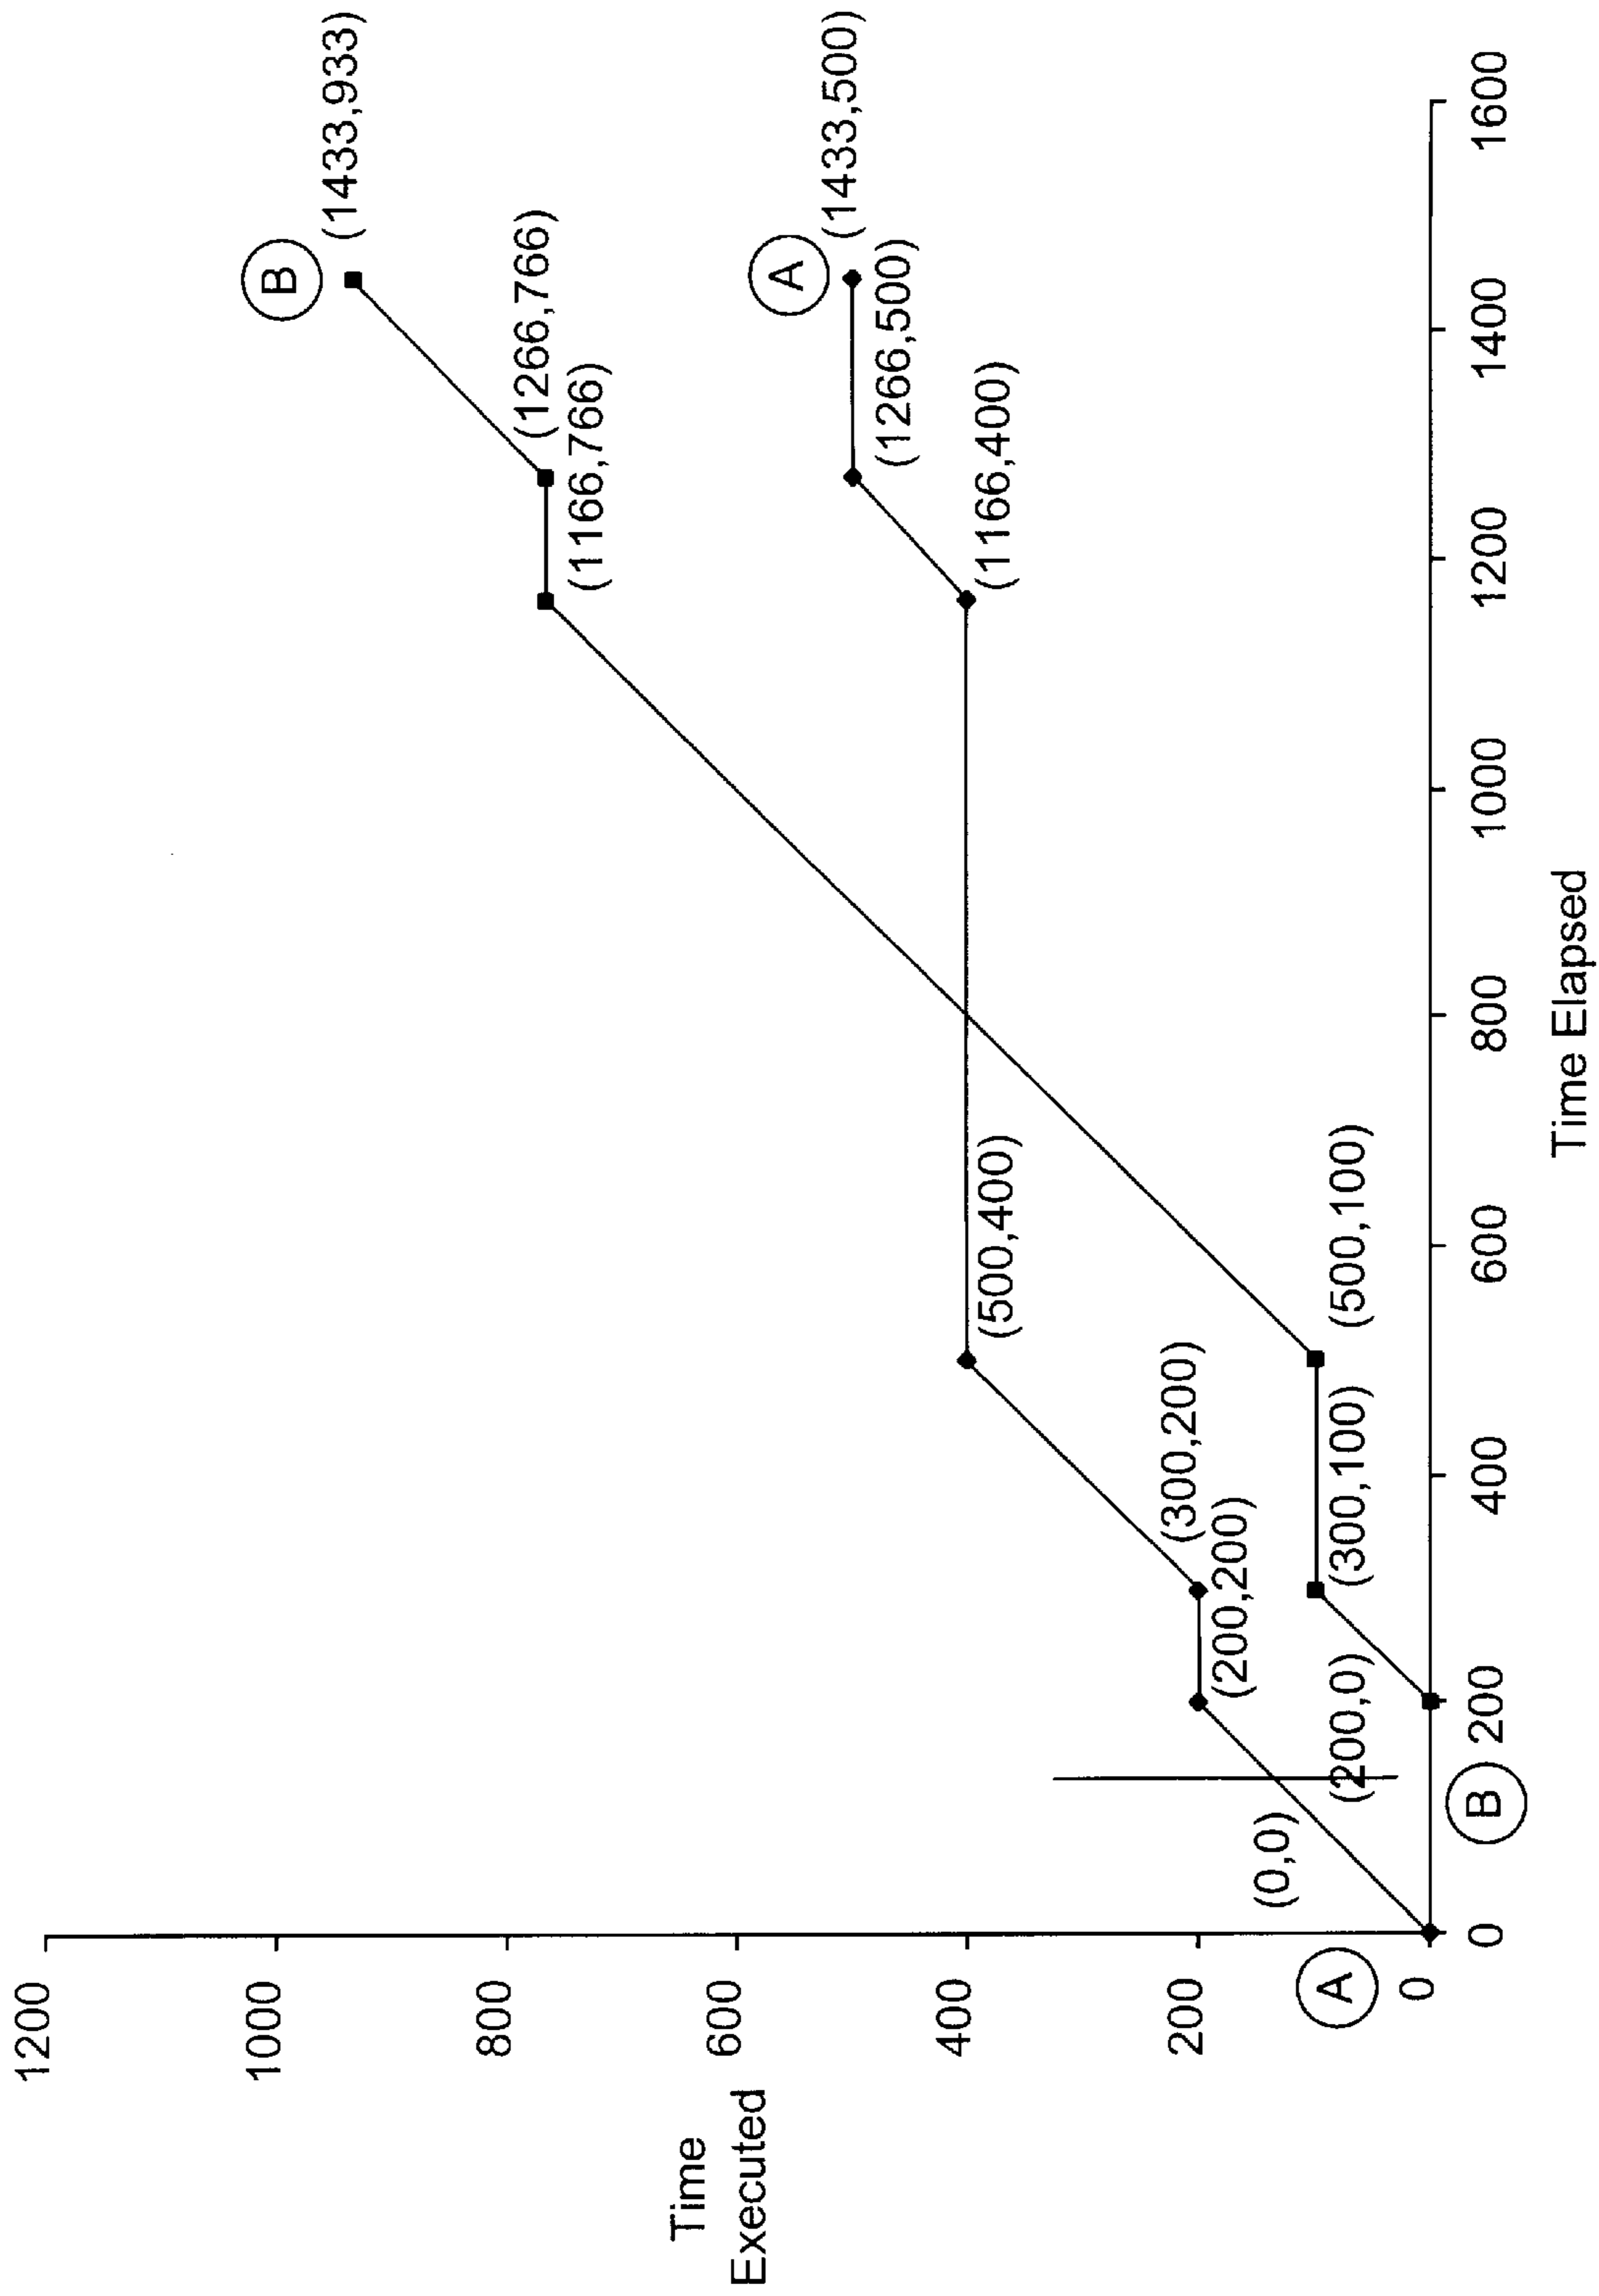 1200
1000
800
600
400
200
0
Time
Executed
B
(1433,933)
(1266,766)
(1166,766)
A
(1433,500)
(1266,500)
(1166,400)
(500,400)
(300,200)
(200,200)
(500,100)
(300,100)
(200,0)
(0,0)
A
B
0 200 400 600 800 1000 1200 1400 1600
Time Elapsed